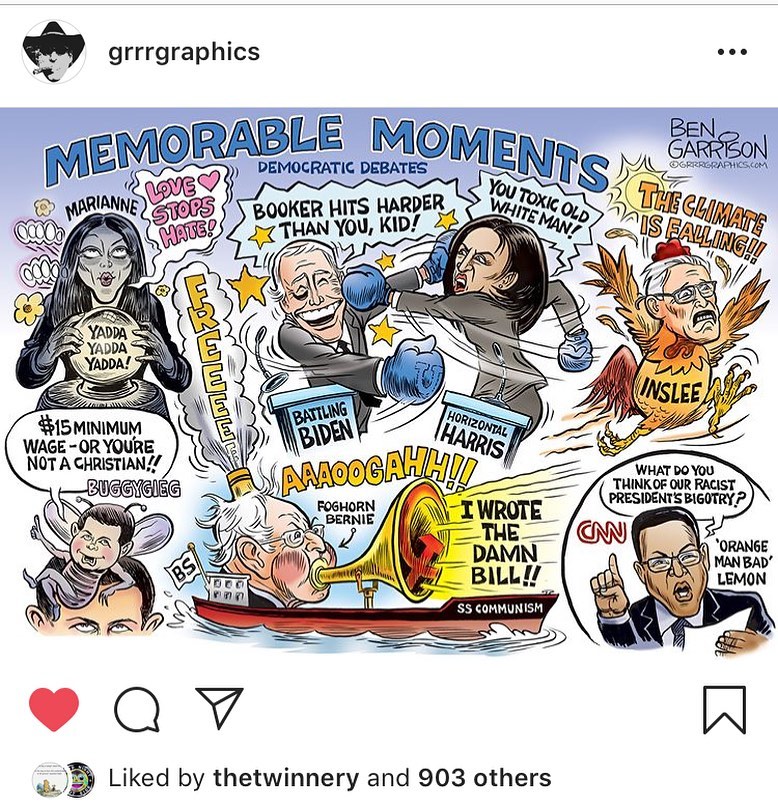 grrrgraphics
MEMORABLE MOMENTS
DEMOCRATIC DEBATES
BEN
GARRISON
©GRRRGRAPHICS.COM
MARIANNE
LOVE
STOPS
HATE!
YADDA
YADDA
YADDA!
BOOKER HITS HARDER
THAN YOU, KID!
YOU TOXIC OLD
WHITE MAN!
BATTLING
BIDEN
HORIZONTAL
HARRIS
THE CLIMATE
IS FALLING!!
INSLEE
$15 MINIMUM
WAGE-OR YOU'RE
NOT A CHRISTIAN!!
BUGGYGIEG
FREEEEE
AAAOOGAHH!!
FOGHORN
BERNIE
I WROTE
THE
DAMN
BILL!!
BS
SS COMMUNISM
WHAT DO YOU
THINK OF OUR RACIST
PRESIDENT'S BIGOTRY?
CNN
'ORANGE
MAN BAD'
LEMON
Liked by thetwinnery and 903 others